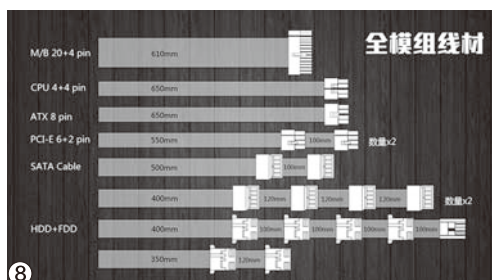 全模组线材
M/B 20+4 pin 610mm
CPU 4+4 pin 650mm
ATX 8 pin 650mm
PCI-E 6+2 pin 550mm 100mm 数量x2
SATA Cable 500mm 100mm
400mm 120mm 120mm 120mm 数量x2
HDD+FDD 400mm 100mm 100mm 100mm 100mm
350mm 120mm
⑧